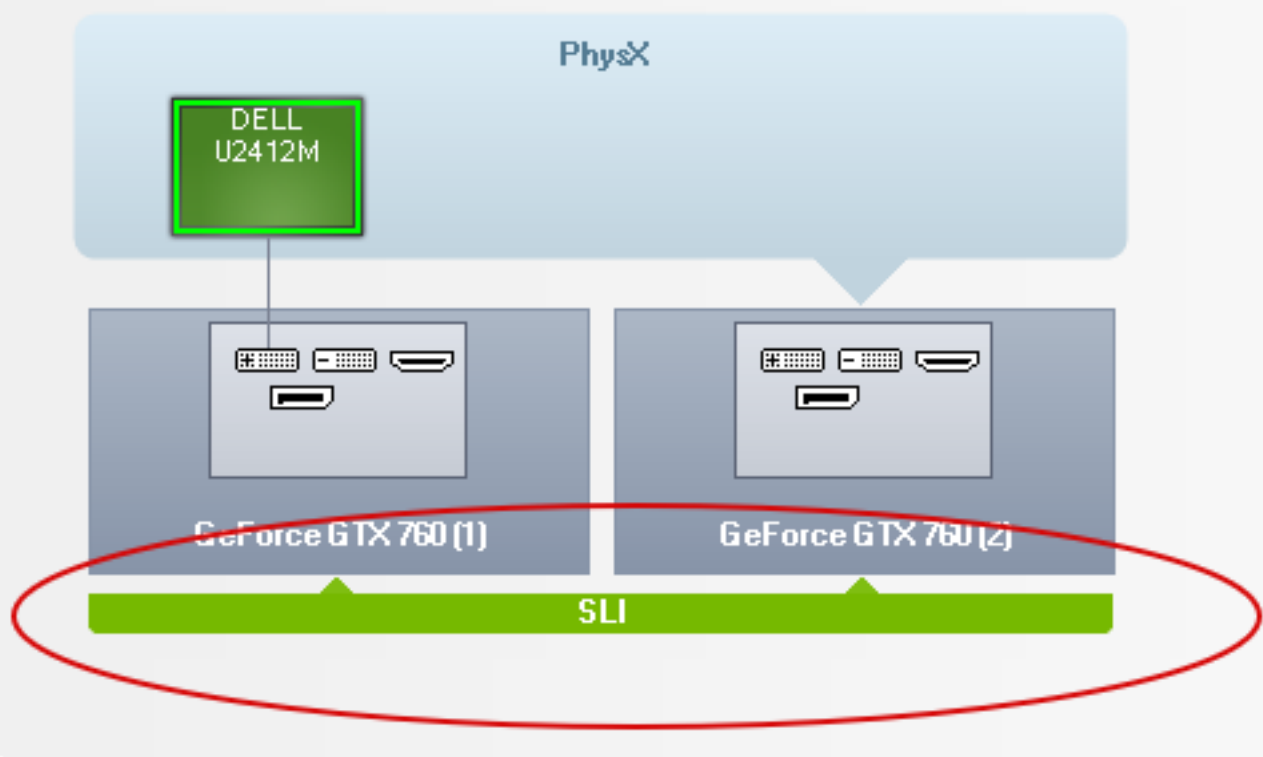 PhysX
DELL
U2412M
GeForce GTX 760 (1)
GeForce GTX 760 (2)
SLI